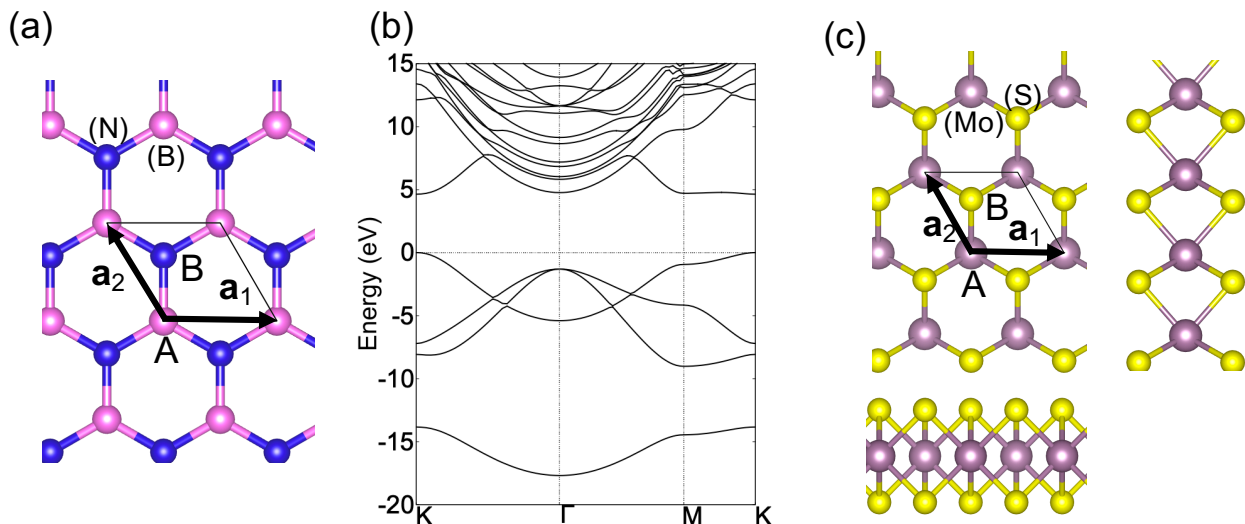 (a)
(N)
(B)
a2
B
a1
A
(b)
Energy (eV)
15
10
5
0
-5
-10
-15
-20
K
Γ
M
K
(c)
(S)
(Mo)
B
a2
a1
A